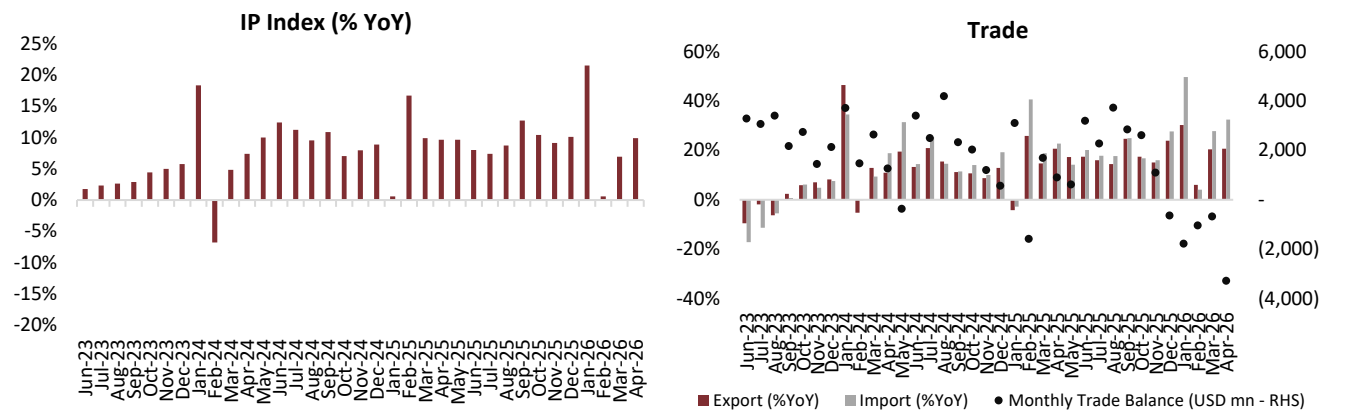 IP Index (% YoY)
25%
20%
15%
10%
5%
0%
-5%
-10%
-15%
-20%
Jun-23
Jul-23
Aug-23
Sep-23
Oct-23
Nov-23
Dec-23
Jan-24
Feb-24
Mar-24
Apr-24
May-24
Jun-24
Jul-24
Aug-24
Sep-24
Oct-24
Nov-24
Dec-24
Jan-25
Feb-25
Mar-25
Apr-25
May-25
Jun-25
Jul-25
Aug-25
Sep-25
Oct-25
Nov-25
Dec-25
Jan-26
Feb-26
Mar-26
Apr-26
Trade
60%
40%
20%
0%
-20%
-40%
6,000
4,000
2,000
-
(2,000)
(4,000)
Jun-23
Jul-23
Aug-23
Sep-23
Oct-23
Nov-23
Dec-23
Jan-24
Feb-24
Mar-24
Apr-24
May-24
Jun-24
Jul-24
Aug-24
Sep-24
Oct-24
Nov-24
Dec-24
Jan-25
Feb-25
Mar-25
Apr-25
May-25
Jun-25
Jul-25
Aug-25
Sep-25
Oct-25
Nov-25
Dec-25
Jan-26
Feb-26
Mar-26
Apr-26
Export (%YoY)
Import (%YoY)
Monthly Trade Balance (USD mn - RHS)